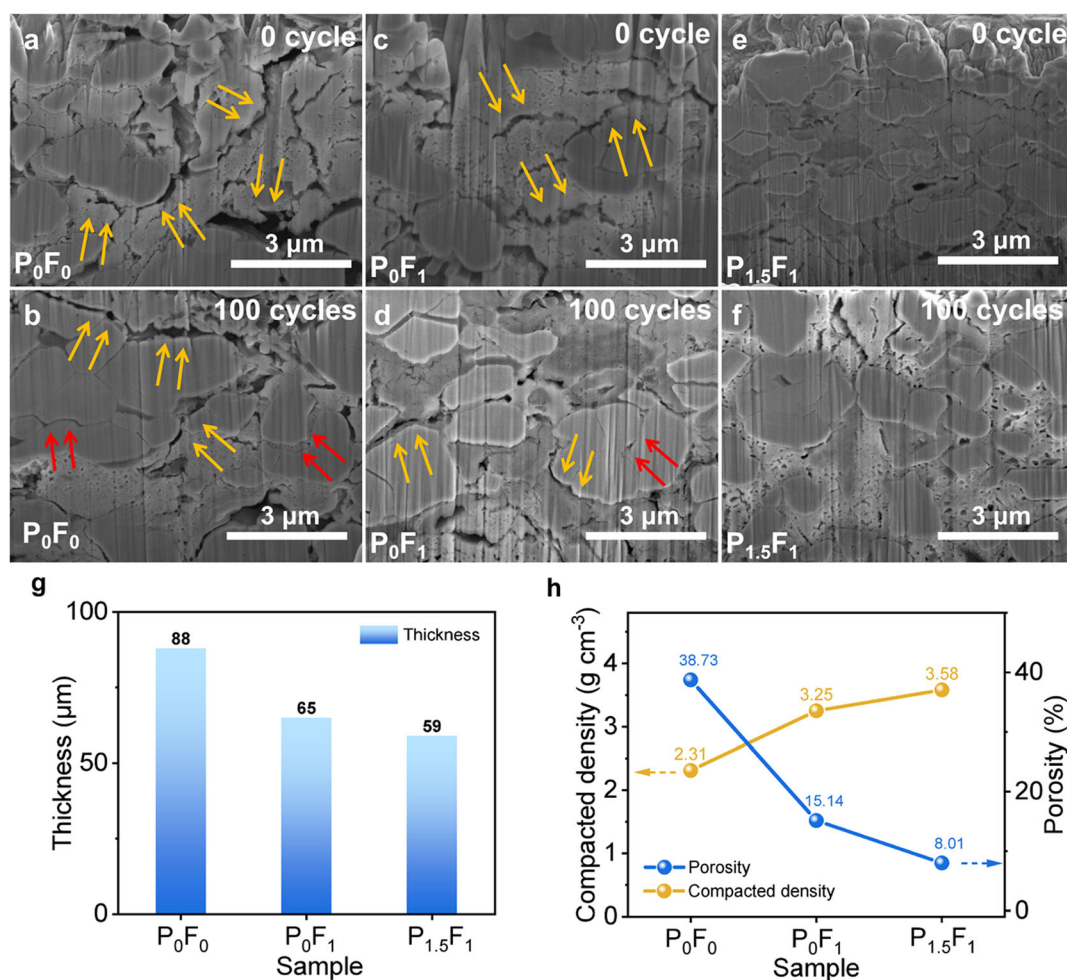 a
0 cycle
3 µm
P₀F₀
c
0 cycle
3 µm
P₀F₁
e
0 cycle
3 µm
P₁.₅F₁
b
100 cycles
3 µm
P₀F₀
d
100 cycles
3 µm
P₀F₁
f
100 cycles
3 µm
P₁.₅F₁
g
Thickness (µm)
100
50
0
Thickness
88
65
59
P₀F₀
P₀F₁
P₁.₅F₁
Sample
h
Compacted density (g cm⁻³)
4
3
2
1
0
38.73
15.14
8.01
2.31
3.25
3.58
Porosity
Compacted density
40
20
0
Porosity (%)
P₀F₀
P₀F₁
P₁.₅F₁
Sample